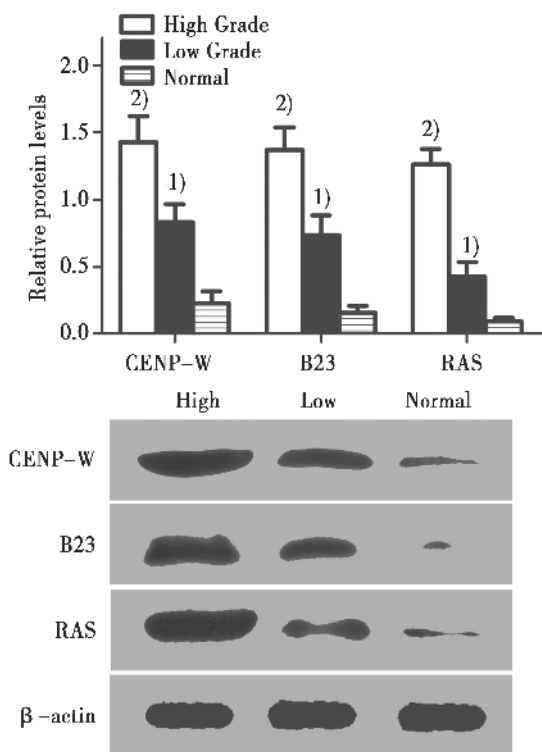 High Grade
Low Grade
Normal
Relative protein levels
2.0
1.5
1.0
0.5
0.0
2)
1)
2)
1)
2)
1)
CENP-W B23 RAS
High Low Normal
CENP-W
B23
RAS
β-actin